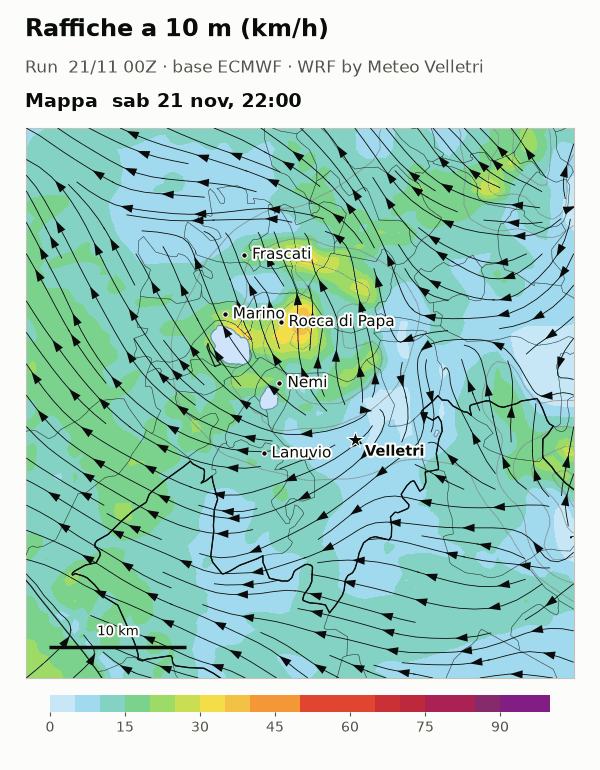 Raffiche a 10 m (km/h)
Run  21/11 00Z · base ECMWF · WRF by Meteo Velletri
Mappa  sab 21 nov, 22:00
Frascati
Marino
Rocca di Papa
Nemi
Velletri
Lanuvio
10 km
0 15 30 45 60 75 90